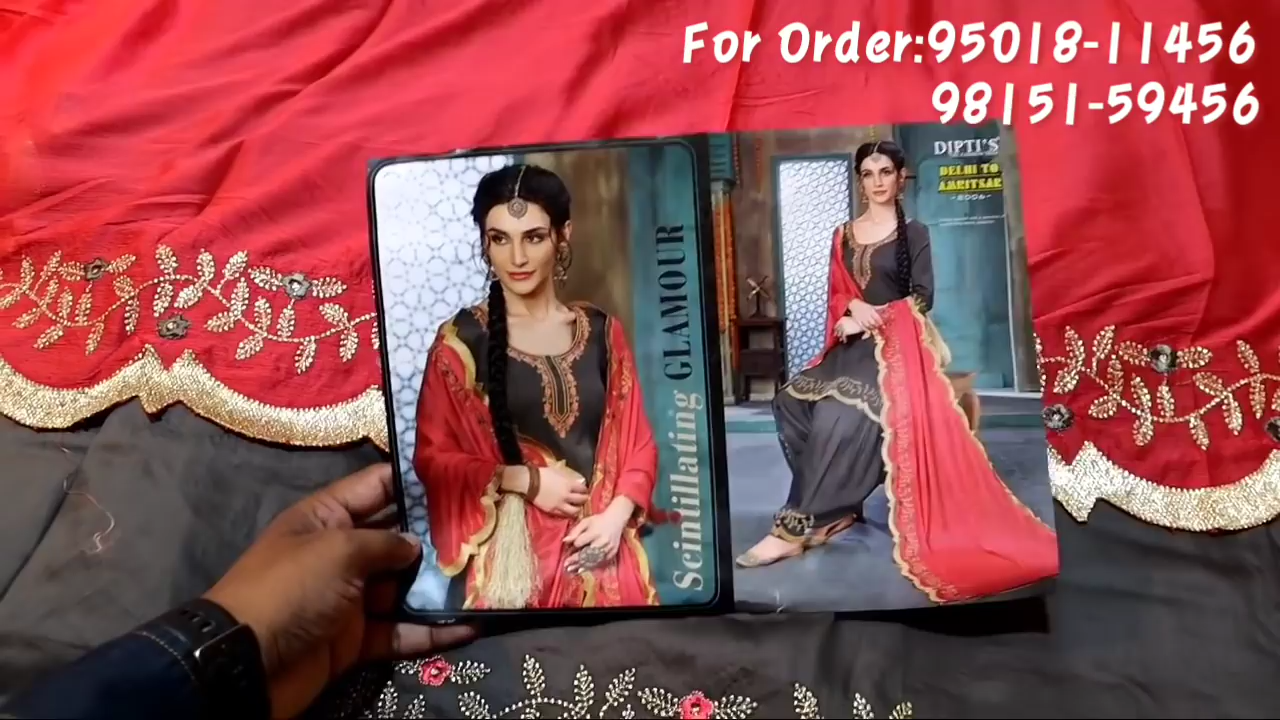 For Order:95018-11456
98151-59456
DIPTI'S
DELHI TO
AMRITSAR
Scintillating GLAMOUR